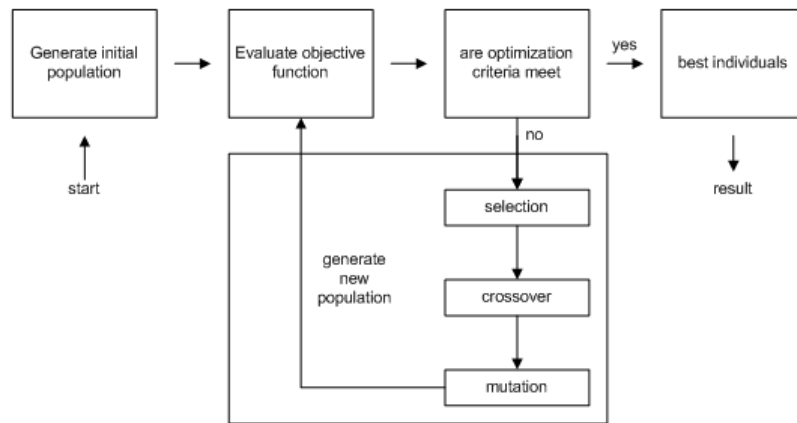 Generate initial
population
Evaluate objective
function
are optimization
criteria meet
yes
best individuals
start
no
result
selection
generate
new
population
crossover
mutation